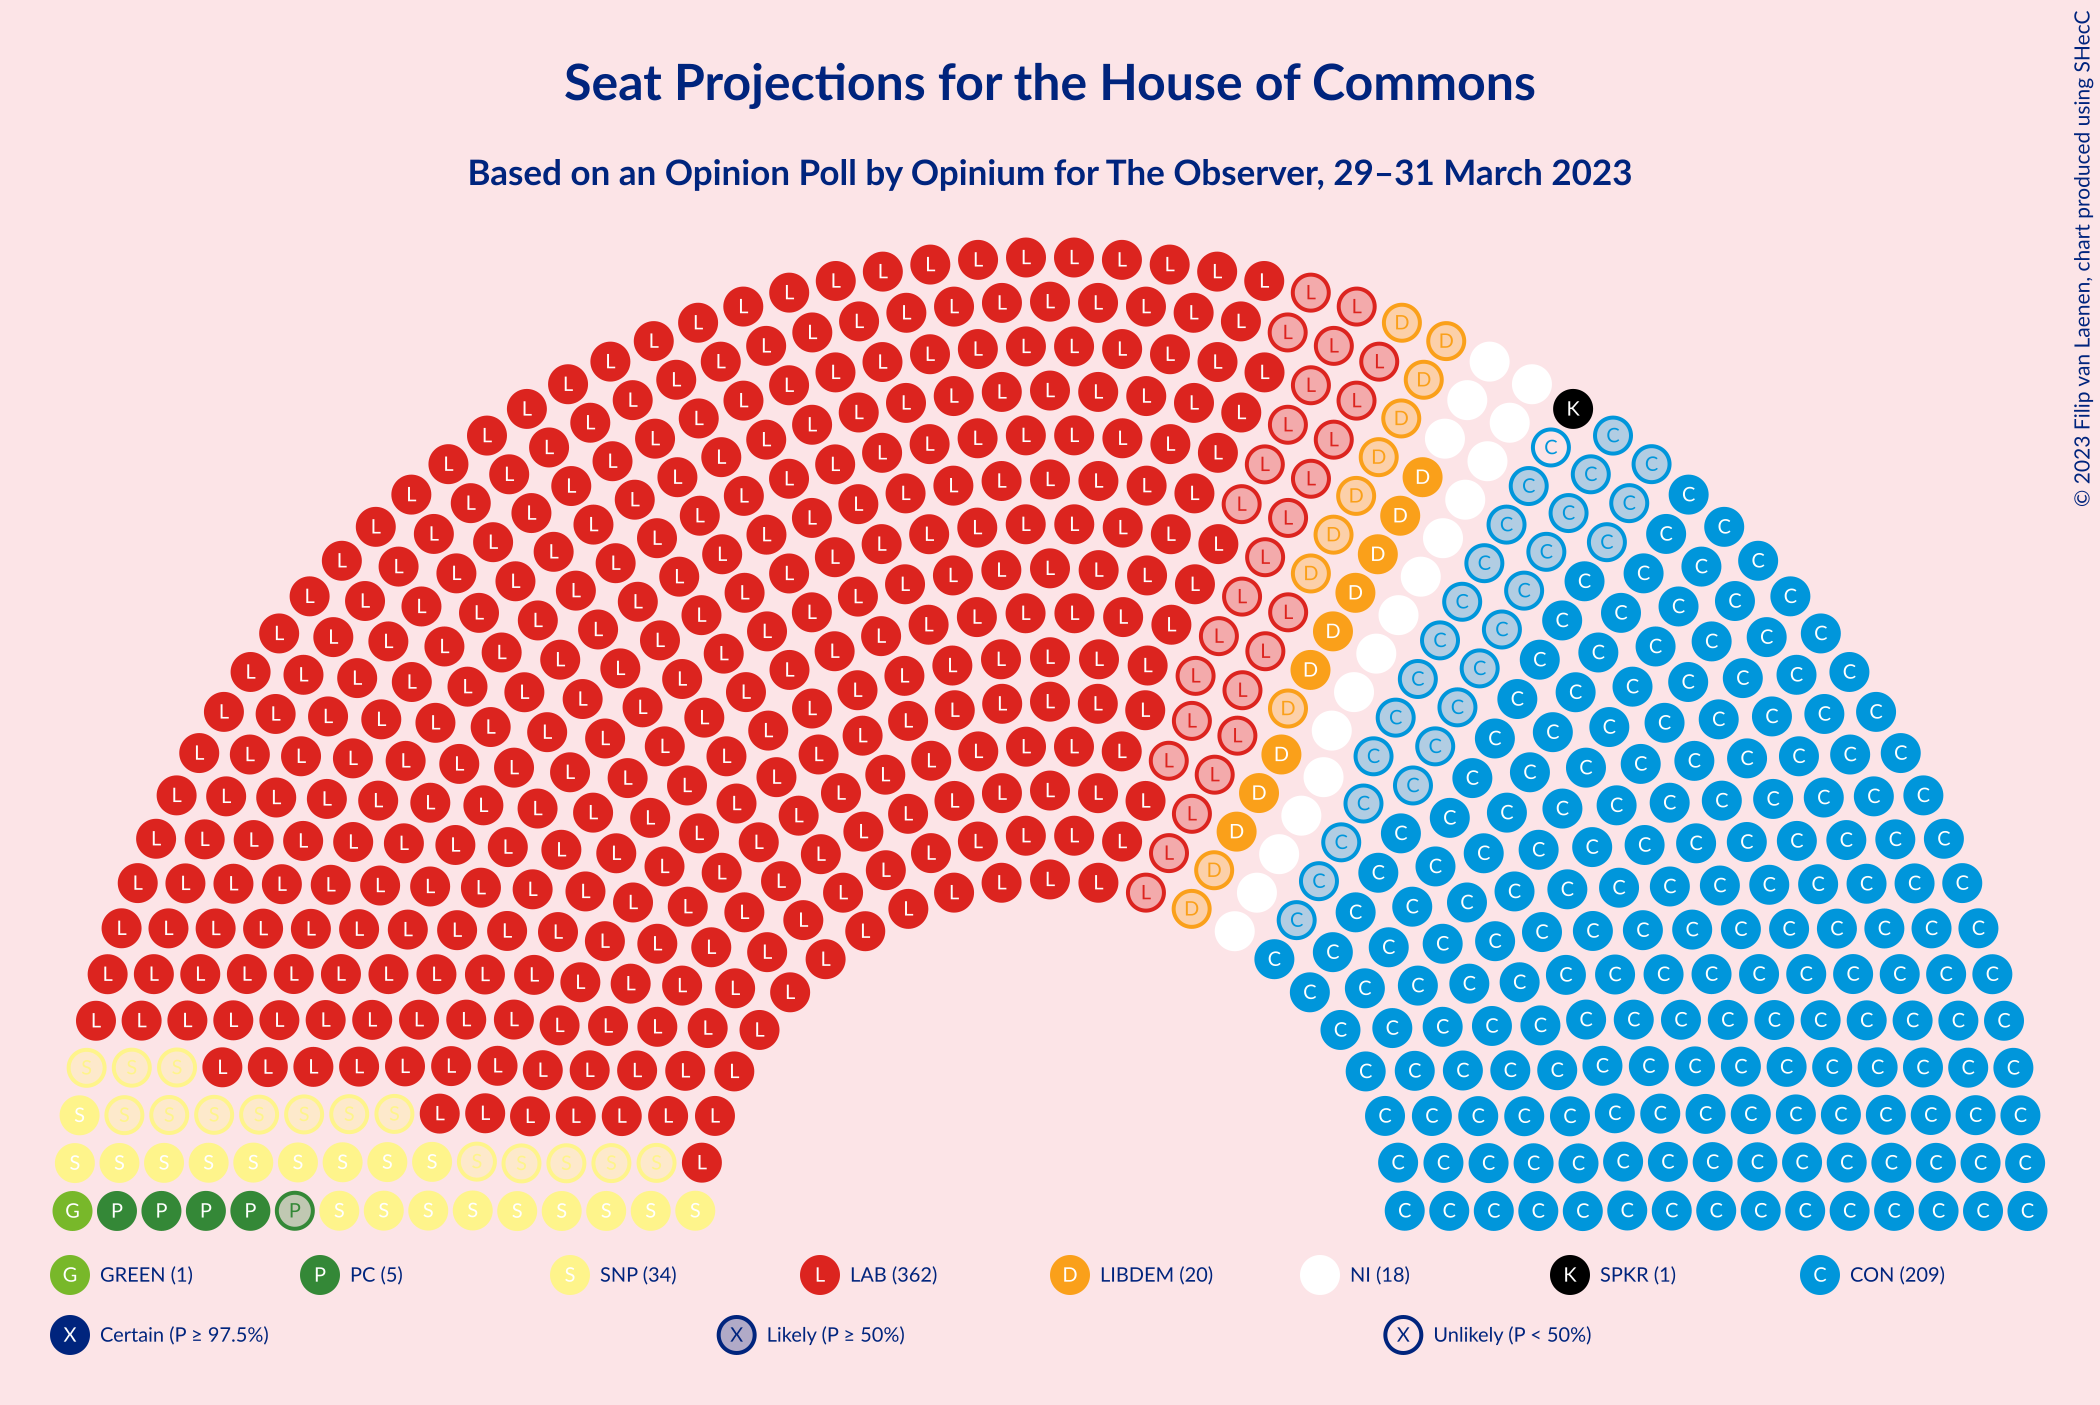 Seat Projections for the House of Commons
Based on an Opinion Poll by Opinium for The Observer, 29–31 March 2023
© 2023 Filip van Laenen, chart produced using SHecC
G GREEN (1)
P PC (5)
S SNP (34)
L LAB (362)
D LIBDEM (20)
NI (18)
K SPKR (1)
C CON (209)
X Certain (P ≥ 97.5%)
X Likely (P ≥ 50%)
X Unlikely (P < 50%)